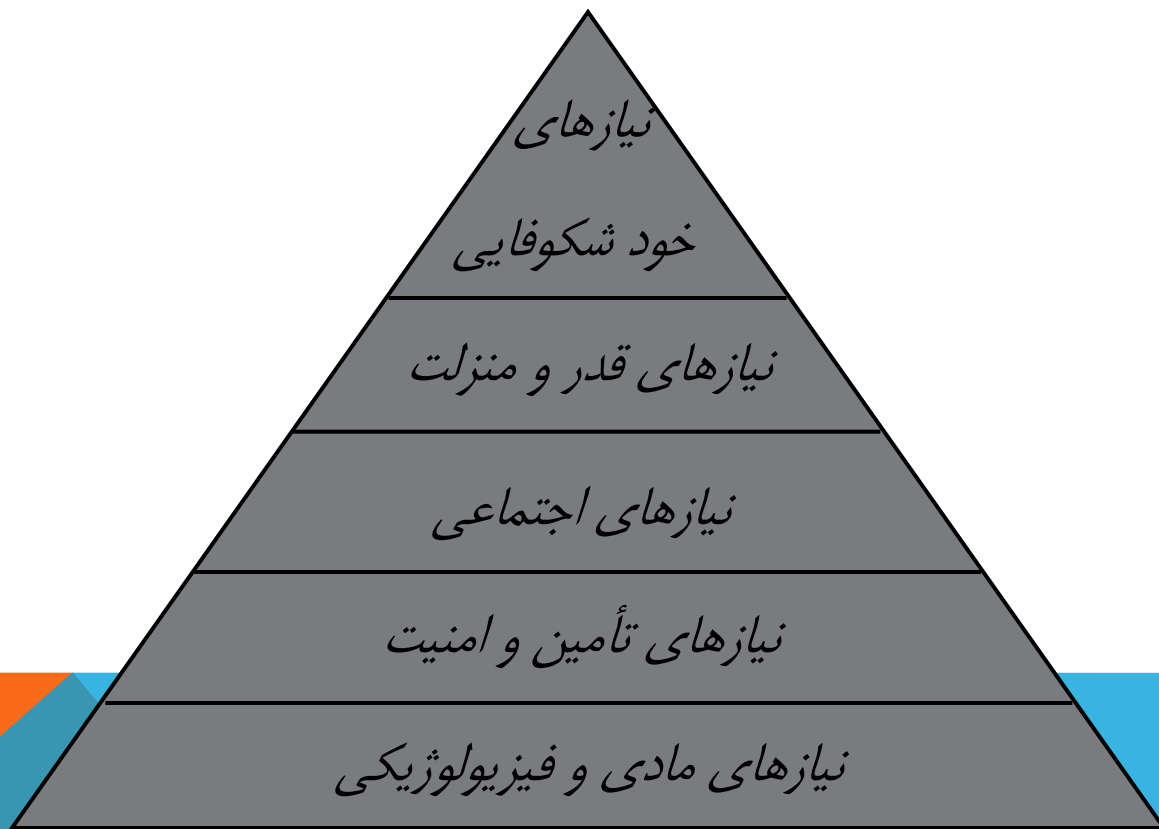 نیازهای
خود شکوفایی
نیازهای قدر و منزلت
نیازهای اجتماعی
نیازهای تأمین و امنیت
نیازهای مادی و فیزیولوژیکی